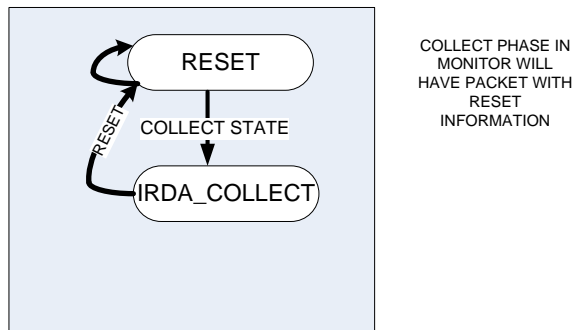 RESET
COLLECT STATE
RESET
IRDA_COLLECT
COLLECT PHASE IN
MONITOR WILL
HAVE PACKET WITH
RESET
INFORMATION